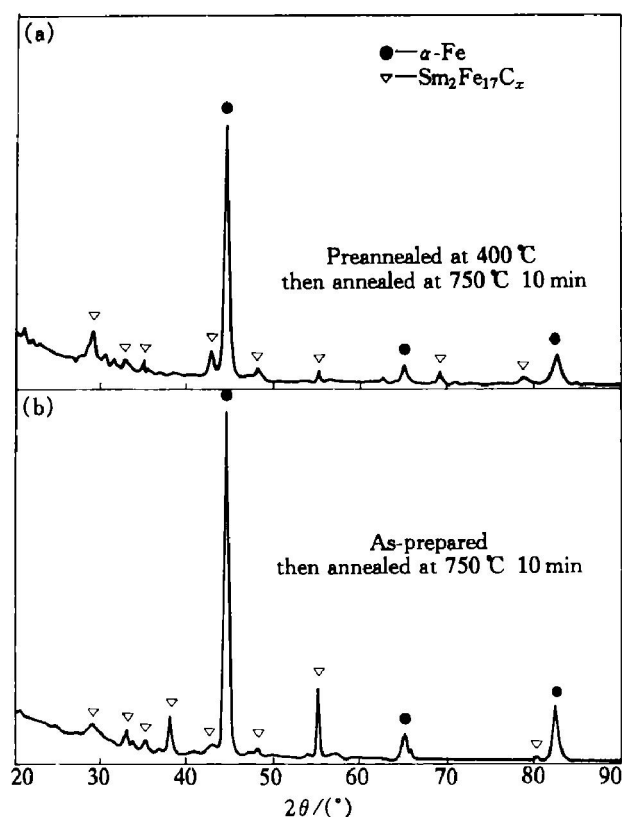 (a)
●—α-Fe
▽—Sm₂Fe₁₇Cₓ
Preannealed at 400℃
then annealed at 750℃ 10 min
(b)
As-prepared
then annealed at 750℃ 10 min
20 30 40 50 60 70 80 90
2θ/(°)